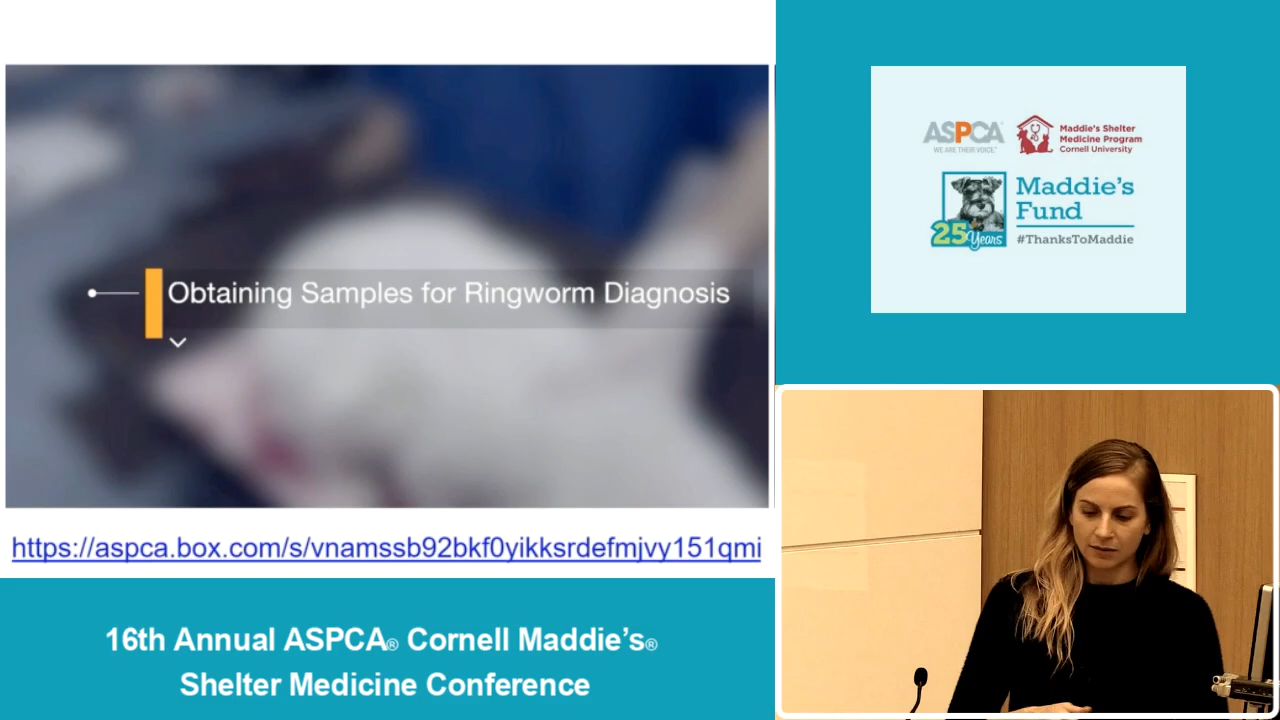 Obtaining Samples for Ringworm Diagnosis
https://aspca.box.com/s/vnamssb92bkf0yikksrdefmjvy151qmi
16th Annual ASPCA® Cornell Maddie’s®
Shelter Medicine Conference
ASPCA®
WE ARE THEIR VOICE.™
Maddie's Shelter
Medicine Program
Cornell University
25 Years
Maddie's
Fund
#ThanksToMaddie